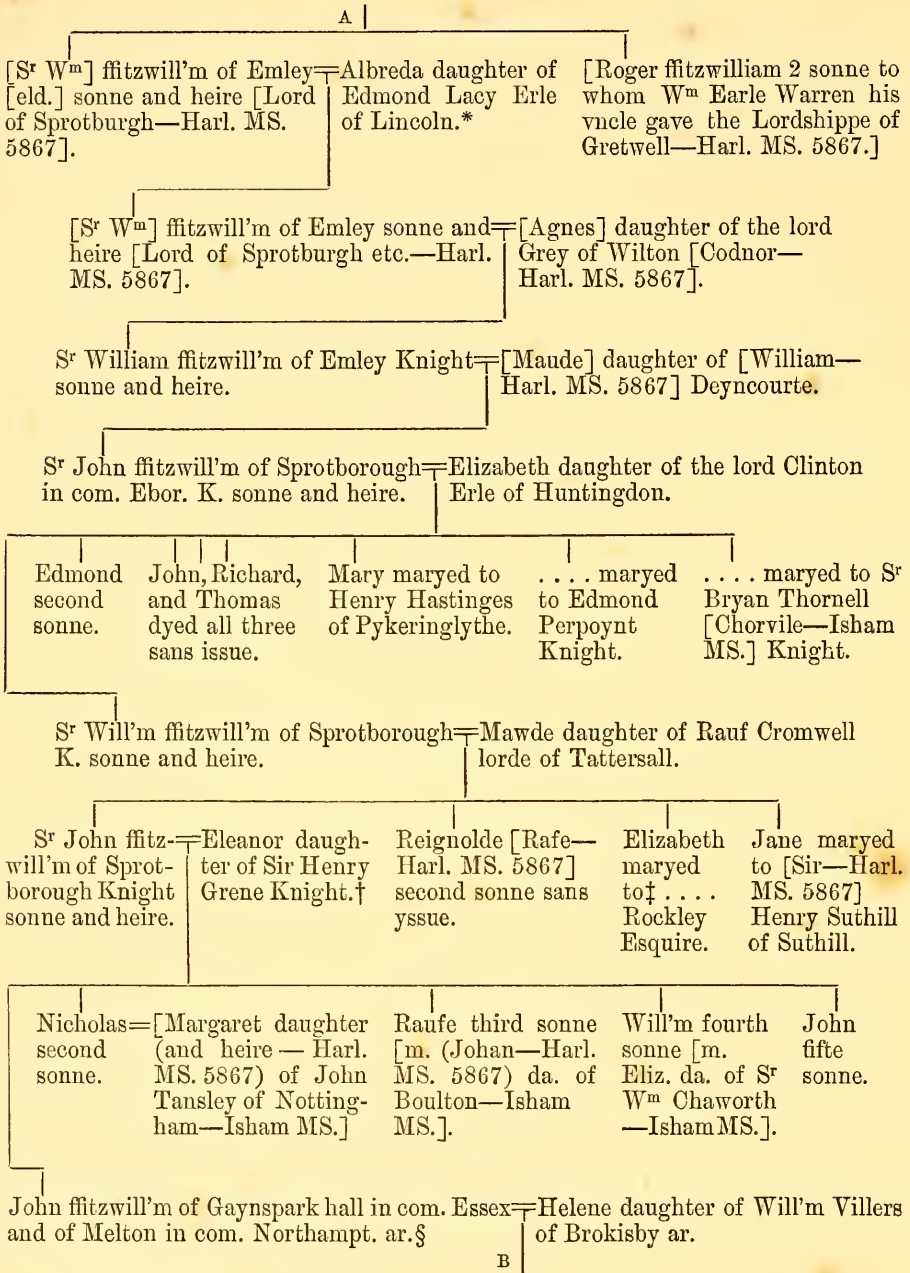 A
[Sʳ Wᵐ] ffitzwill'm of Emley
[eld.] sonne and heire [Lord
of Sprotburgh—Harl. MS.
5867].
Albreda daughter of
Edmond Lacy Erle
of Lincoln.*
[Roger ffitzwilliam 2 sonne to
whom Wᵐ Earle Warren his
vncle gave the Lordshippe of
Gretwell—Harl. MS. 5867.]
[Sʳ Wᵐ] ffitzwill'm of Emley sonne and
heire [Lord of Sprotburgh etc.—Harl.
MS. 5867].
[Agnes] daughter of the lord
Grey of Wilton [Codnor—
Harl. MS. 5867].
Sʳ William ffitzwill'm of Emley Knight
sonne and heire.
[Maude] daughter of [William—
Harl. MS. 5867] Deyncourte.
Sʳ John ffitzwill'm of Sprotborough
in com. Ebor. K. sonne and heire.
Elizabeth daughter of the lord Clinton
Erle of Huntingdon.
Edmond
second
sonne.
John, Richard,
and Thomas
dyed all three
sans issue.
Mary maryed to
Henry Hastinges
of Pykeringlythe.
. . . . maryed
to Edmond
Perpoynt
Knight.
. . . . maryed to Sʳ
Bryan Thornell
[Chorvile—Isham
MS.] Knight.
Sʳ Will'm ffitzwill'm of Sprotborough
K. sonne and heire.
Mawde daughter of Rauf Cromwell
lorde of Tattersall.
Sʳ John ffitz-
will'm of Sprot-
borough Knight
sonne and heire.
Eleanor daugh-
ter of Sir Henry
Grene Knight.†
Reignolde [Rafe—
Harl. MS. 5867]
second sonne sans
yssue.
Elizabeth
maryed
to‡ . . . .
Rockley
Esquire.
Jane maryed
to [Sir—Harl.
MS. 5867]
Henry Suthill
of Suthill.
Nicholas=
second
sonne.
[Margaret daughter
(and heire — Harl.
MS. 5867) of John
Tansley of Notting-
ham—Isham MS.]
Raufe third sonne
[m. (Johan—Harl.
MS. 5867) da. of
Boulton—Isham
MS.].
Will'm fourth
sonne [m.
Eliz. da. of Sʳ
Wᵐ Chaworth
—Isham MS.].
John
fifte
sonne.
John ffitzwill'm of Gaynspark hall in com. Essex
and of Melton in com. Northampt. ar.§
Helene daughter of Will'm Villers
of Brokisby ar.
B